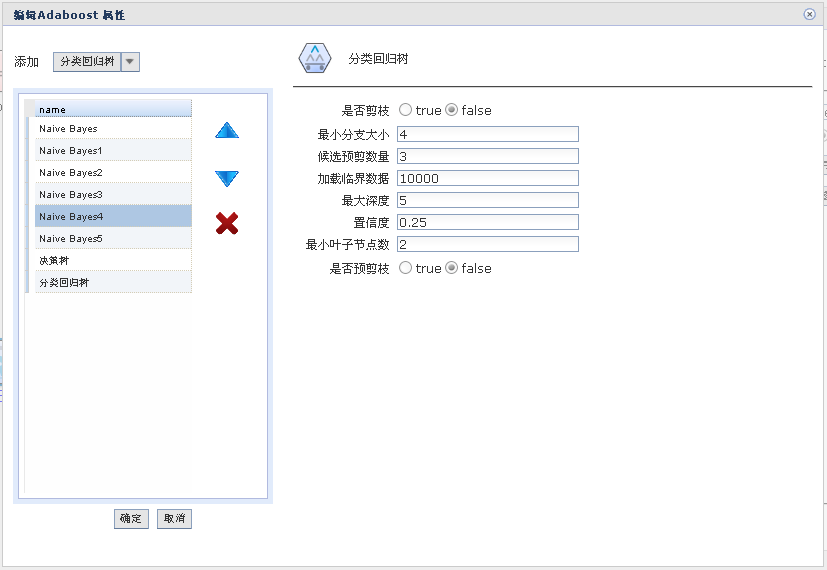 编辑Adaboost 属性
添加 分类回归树
分类回归树
name
Naive Bayes
Naive Bayes1
Naive Bayes2
Naive Bayes3
Naive Bayes4
Naive Bayes5
决策树
分类回归树
是否剪枝 true false
最小分支大小 4
候选预剪数量 3
加载临界数据 10000
最大深度 5
置信度 0.25
最小叶子节点数 2
是否预剪枝 true false
确定 取消